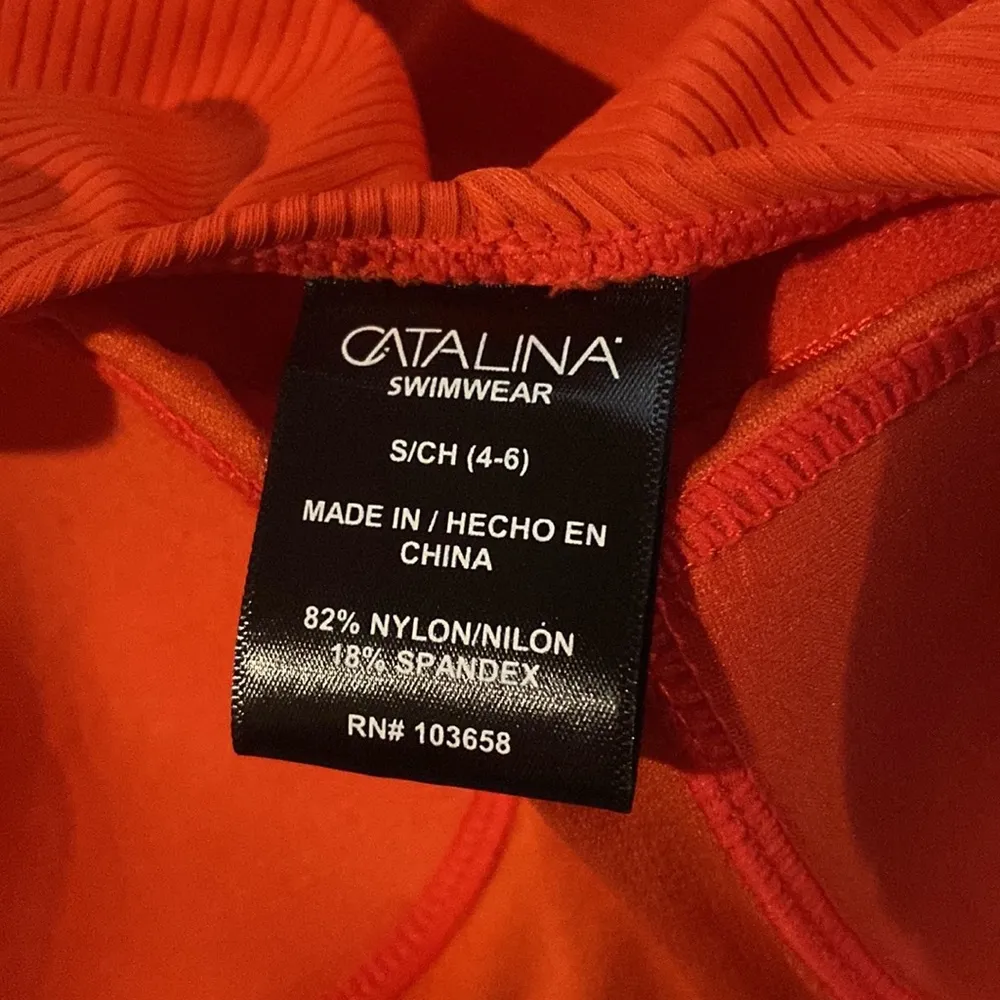 CATALINA
SWIMWEAR
S/CH (4-6)
MADE IN / HECHO EN
CHINA
82% NYLON/NILÓN
18% SPANDEX
RN# 103658